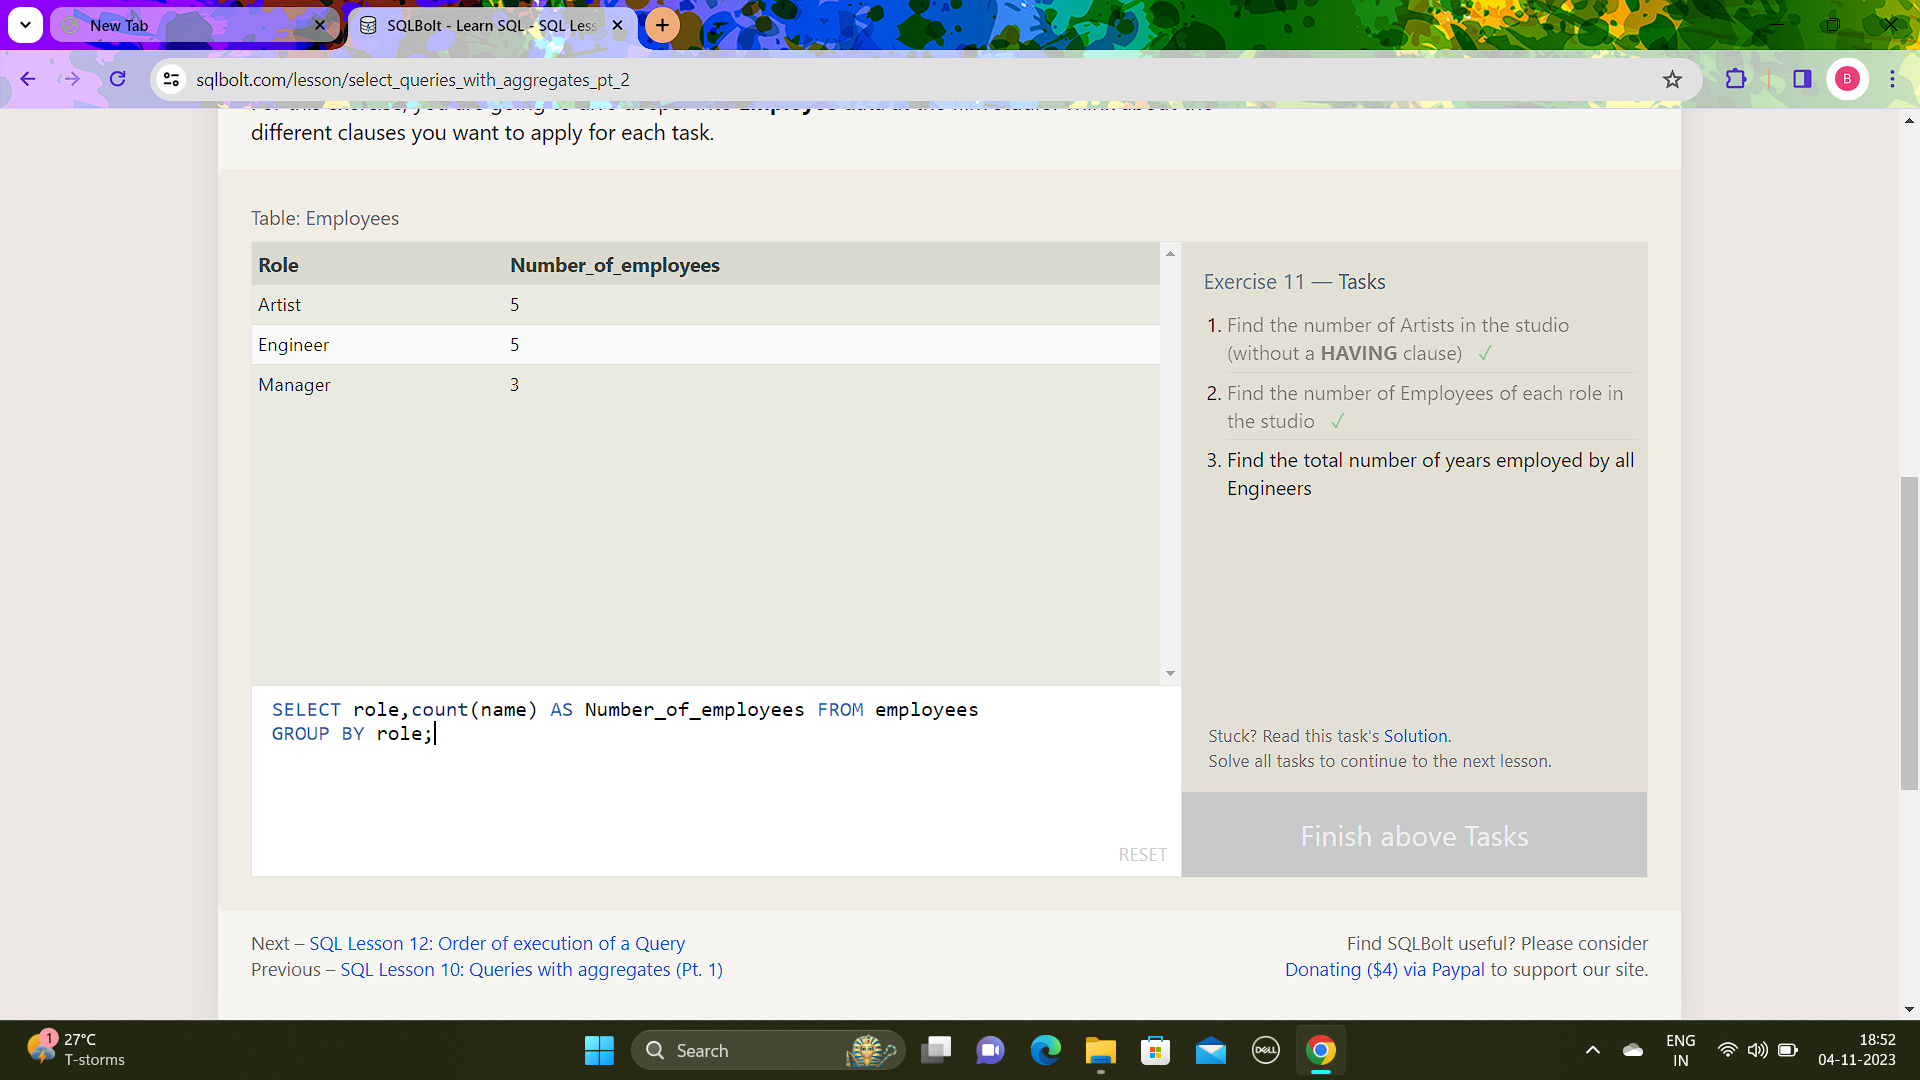 New Tab
SQLBolt - Learn SQL - SQL Less
sqlbolt.com/lesson/select_queries_with_aggregates_pt_2
B
different clauses you want to apply for each task.
Table: Employees
Role Number_of_employees
Artist 5
Engineer 5
Manager 3
Exercise 11 — Tasks
1. Find the number of Artists in the studio
(without a HAVING clause) ✓
2. Find the number of Employees of each role in
the studio ✓
3. Find the total number of years employed by all
Engineers
SELECT role,count(name) AS Number_of_employees FROM employees
GROUP BY role;
RESET
Stuck? Read this task's Solution.
Solve all tasks to continue to the next lesson.
Finish above Tasks
Next – SQL Lesson 12: Order of execution of a Query
Previous – SQL Lesson 10: Queries with aggregates (Pt. 1)
Find SQLBolt useful? Please consider
Donating ($4) via Paypal to support our site.
1
27°C
T-storms
Search
DELL
ENG
IN
18:52
04-11-2023